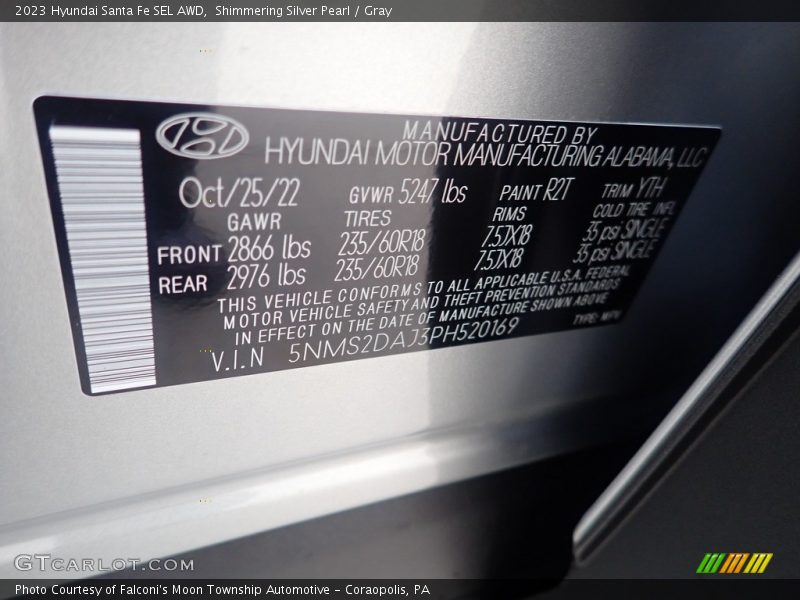 2023 Hyundai Santa Fe SEL AWD, Shimmering Silver Pearl / Gray
MANUFACTURED BY
HYUNDAI MOTOR MANUFACTURING ALABAMA, LLC
Oct/25/22 GVWR 5247 lbs PAINT R2T TRIM YTH
GAWR TIRES RIMS COLD TIRE INFL
FRONT 2866 lbs 235/60R18 7.5JX18 35 psi SINGLE
REAR 2976 lbs 235/60R18 7.5JX18 35 psi SINGLE
THIS VEHICLE CONFORMS TO ALL APPLICABLE U.S.A. FEDERAL
MOTOR VEHICLE SAFETY AND THEFT PREVENTION STANDARDS
IN EFFECT ON THE DATE OF MANUFACTURE SHOWN ABOVE
V.I.N 5NMS2DAJ3PH520169 TYPE: MPV
GTCARLOT.COM
Photo Courtesy of Falconi's Moon Township Automotive - Coraopolis, PA